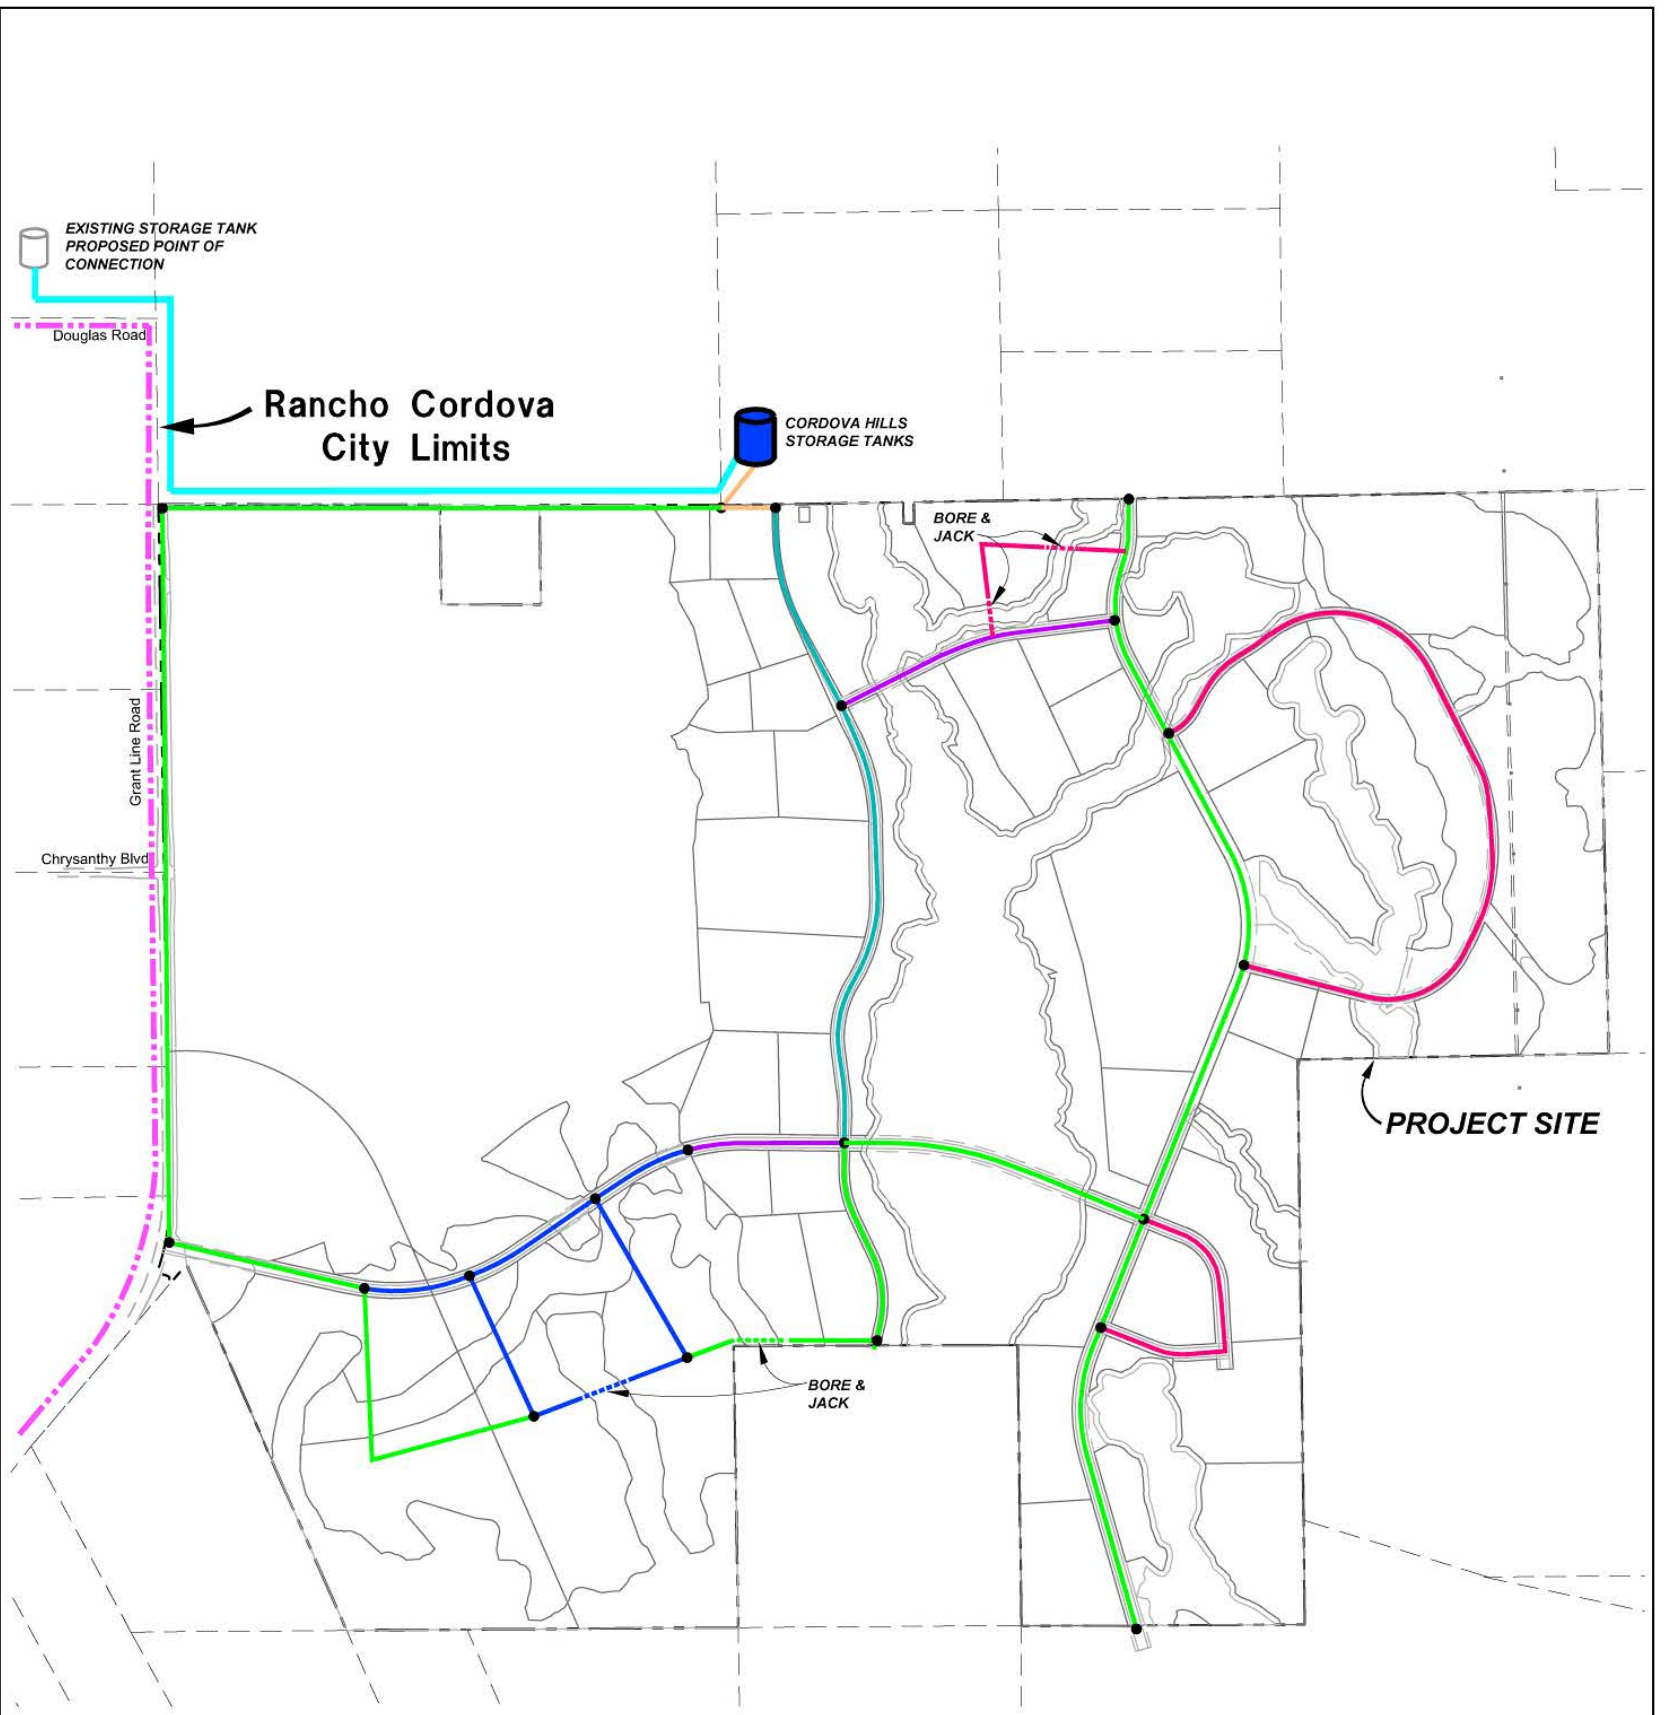 EXISTING STORAGE TANK
PROPOSED POINT OF
CONNECTION
Douglas Road
Rancho Cordova
City Limits
CORDOVA HILLS
STORAGE TANKS
BORE &
JACK
Grant Line Road
Chrysanthy Blvd
PROJECT SITE
BORE &
JACK